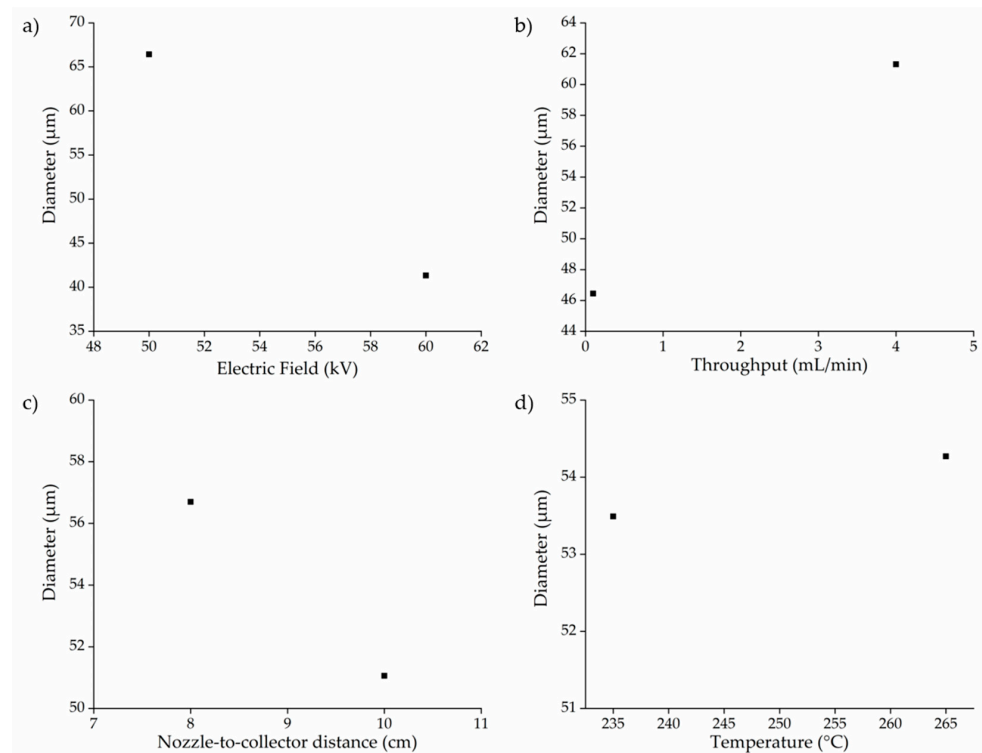 a)
70
65
60
55
50
45
40
35
Diameter (μm)
48 50 52 54 56 58 60 62
Electric Field (kV)
b)
64
62
60
58
56
54
52
50
48
46
44
Diameter (μm)
0 1 2 3 4 5
Throughput (mL/min)
c)
60
58
56
54
52
50
Diameter (μm)
7 8 9 10 11
Nozzle-to-collector distance (cm)
d)
55
54
53
52
51
Diameter (μm)
235 240 245 250 255 260 265
Temperature (°C)